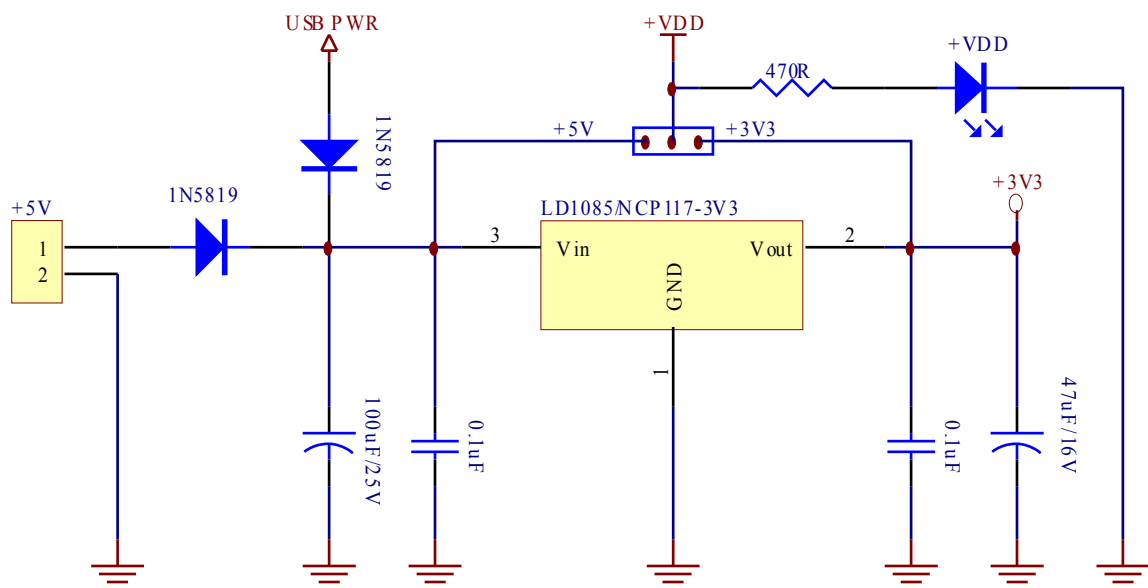 USB PWR
+VDD
+VDD
470R
1N5819
+5V
+3V3
1N5819
+3V3
+5V
LD1085/NCP117-3V3
1
2
3
Vin
Vout
2
GND
1
100uF/25V
0.1uF
0.1uF
47uF/16V